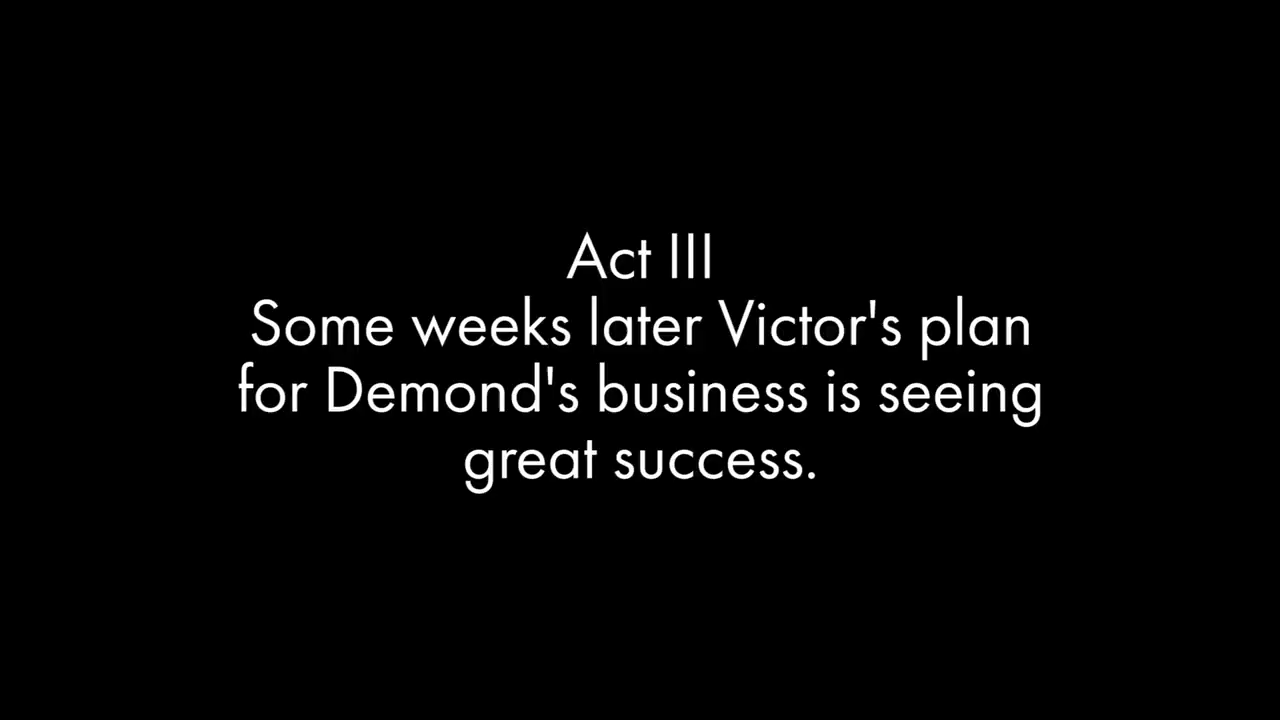 Act III
Some weeks later Victor's plan
for Demond's business is seeing
great success.